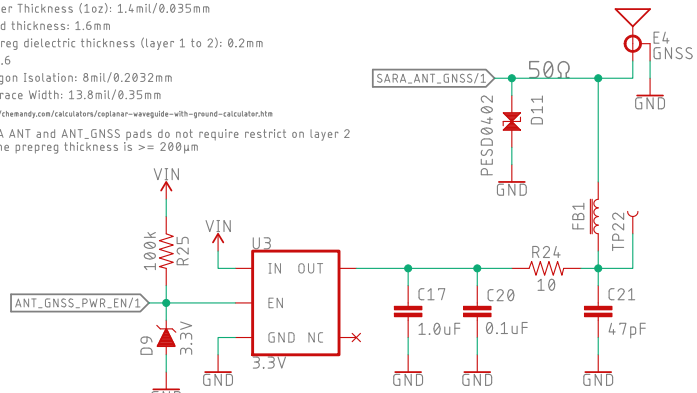 er Thickness (1oz): 1.4mil/0.035mm
d thickness: 1.6mm
reg dielectric thickness (layer 1 to 2): 0.2mm
.6
gon Isolation: 8mil/0.2032mm
race Width: 13.8mil/0.35mm
/chemandy.com/calculators/coplanar-waveguide-with-ground-calculator.htm
A ANT and ANT_GNSS pads do not require restrict on layer 2
he prepreg thickness is >= 200µm
E4
GNSS
GND
SARA_ANT_GNSS/1
50Ω
PESD0402
D11
GND
VIN
100k
R25
VIN
U3
IN OUT
EN
GND NC
3.3V
GND
ANT_GNSS_PWR_EN/1
D9
3.3V
GND
FB1
TP22
R24
10
C17
1.0uF
GND
C20
0.1uF
GND
C21
47pF
GND